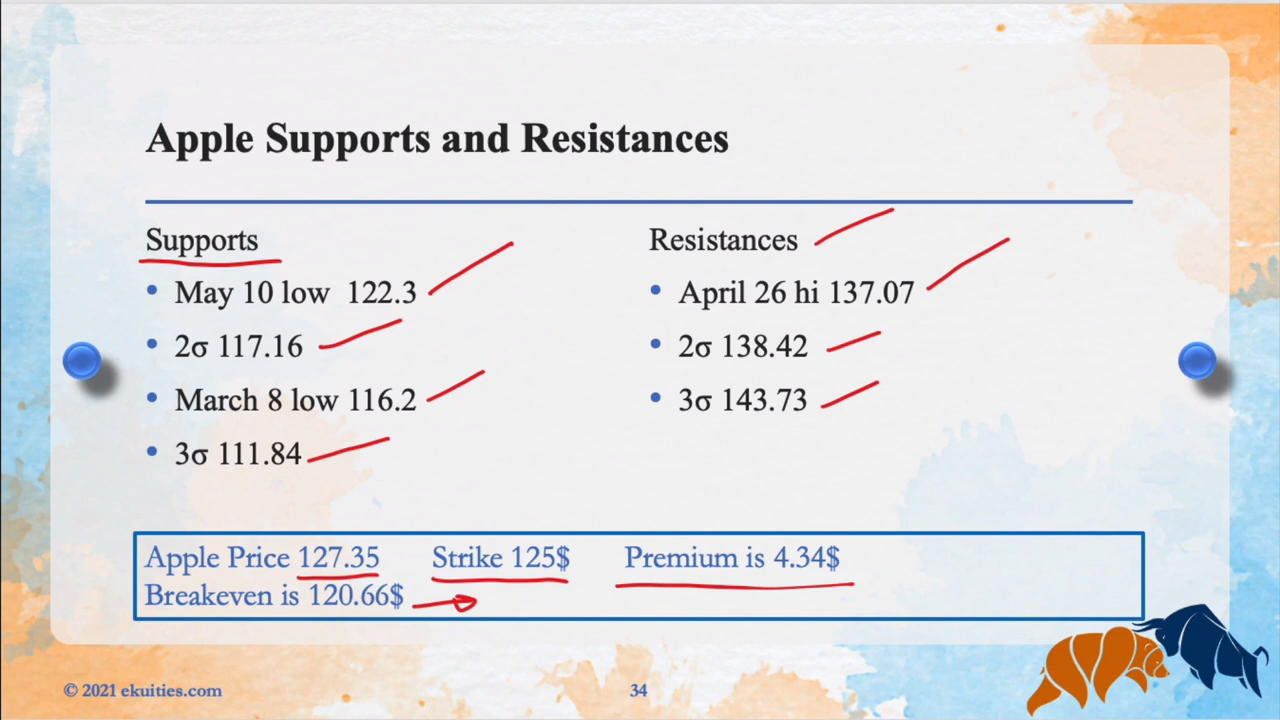 Apple Supports and Resistances
Supports
• May 10 low 122.3
• 2σ 117.16
• March 8 low 116.2
• 3σ 111.84
Resistances
• April 26 hi 137.07
• 2σ 138.42
• 3σ 143.73
Apple Price 127.35 Strike 125$ Premium is 4.34$
Breakeven is 120.66$
© 2021 ekuities.com
34